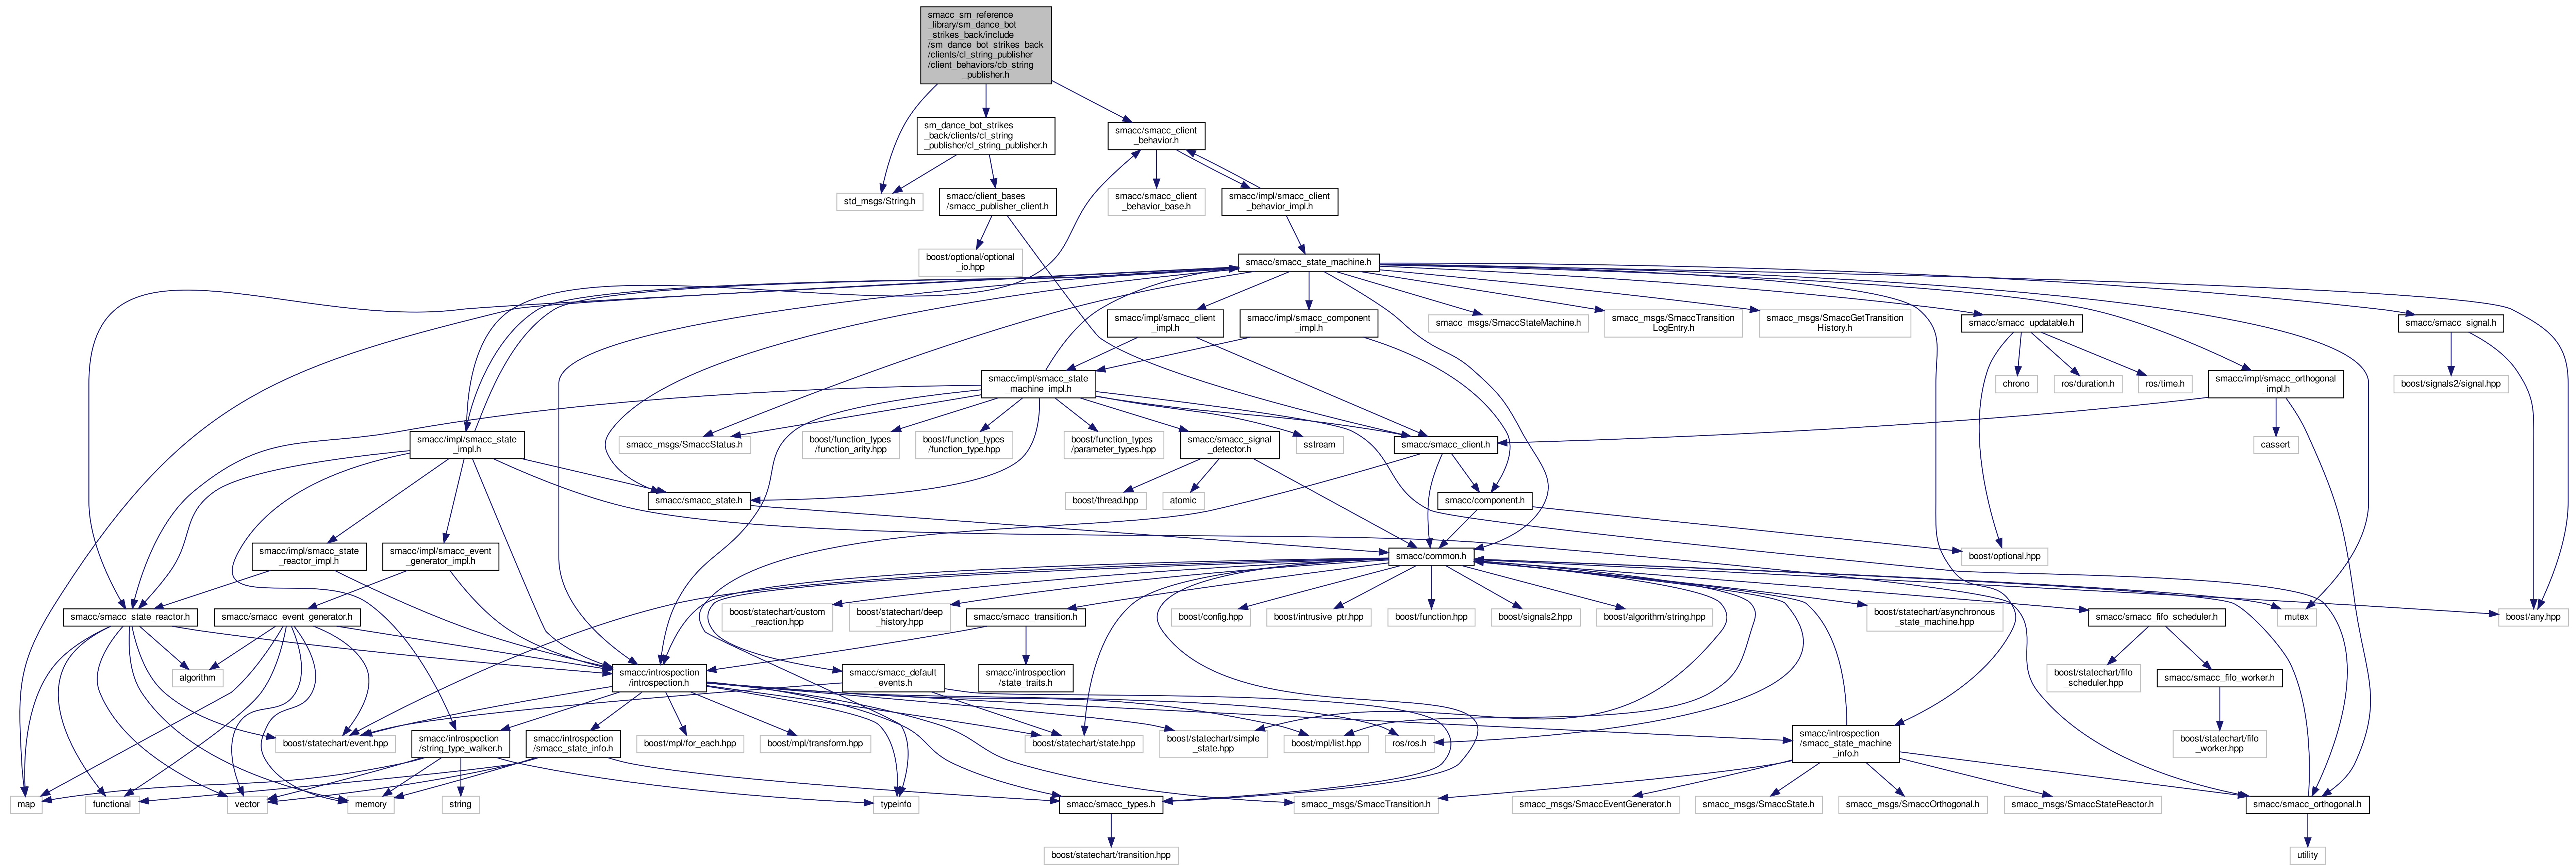 smacc_sm_reference
_library/sm_dance_bot
_strikes_back/include
/sm_dance_bot_strikes_back
/clients/cl_string_publisher
/client_behaviors/cb_string
_publisher.h
sm_dance_bot_strikes
_back/clients/cl_string
_publisher/cl_string_publisher.h
smacc/smacc_client
_behavior.h
std_msgs/String.h
smacc/client_bases
/smacc_publisher_client.h
smacc/smacc_client
_behavior_base.h
smacc/impl/smacc_client
_behavior_impl.h
boost/optional/optional
_io.hpp
smacc/smacc_state_machine.h
smacc/impl/smacc_client
_impl.h
smacc/impl/smacc_component
_impl.h
smacc_msgs/SmaccStateMachine.h
smacc_msgs/SmaccTransition
LogEntry.h
smacc_msgs/SmaccGetTransition
History.h
smacc/smacc_updatable.h
smacc/smacc_signal.h
smacc/impl/smacc_state
_machine_impl.h
chrono
ros/duration.h
ros/time.h
smacc/impl/smacc_orthogonal
_impl.h
boost/signals2/signal.hpp
smacc/impl/smacc_state
_impl.h
smacc_msgs/SmaccStatus.h
boost/function_types
/function_arity.hpp
boost/function_types
/function_type.hpp
boost/function_types
/parameter_types.hpp
smacc/smacc_signal
_detector.h
sstream
smacc/smacc_client.h
cassert
smacc/smacc_state.h
boost/thread.hpp
atomic
smacc/component.h
smacc/impl/smacc_state
_reactor_impl.h
smacc/impl/smacc_event
_generator_impl.h
smacc/common.h
boost/optional.hpp
smacc/smacc_state_reactor.h
smacc/smacc_event_generator.h
boost/statechart/custom
_reaction.hpp
boost/statechart/deep
_history.hpp
smacc/smacc_transition.h
boost/config.hpp
boost/intrusive_ptr.hpp
boost/function.hpp
boost/signals2.hpp
boost/algorithm/string.hpp
boost/statechart/asynchronous
_state_machine.hpp
smacc/smacc_fifo_scheduler.h
mutex
boost/any.hpp
algorithm
smacc/introspection
/introspection.h
smacc/smacc_default
_events.h
smacc/introspection
/state_traits.h
boost/statechart/fifo
_scheduler.hpp
smacc/smacc_fifo_worker.h
boost/statechart/event.hpp
smacc/introspection
/string_type_walker.h
smacc/introspection
/smacc_state_info.h
boost/mpl/for_each.hpp
boost/mpl/transform.hpp
boost/statechart/state.hpp
boost/statechart/simple
_state.hpp
boost/mpl/list.hpp
ros/ros.h
smacc/introspection
/smacc_state_machine
_info.h
boost/statechart/fifo
_worker.hpp
map
functional
vector
memory
string
typeinfo
smacc/smacc_types.h
smacc_msgs/SmaccTransition.h
smacc_msgs/SmaccEventGenerator.h
smacc_msgs/SmaccState.h
smacc_msgs/SmaccOrthogonal.h
smacc_msgs/SmaccStateReactor.h
smacc/smacc_orthogonal.h
boost/statechart/transition.hpp
utility